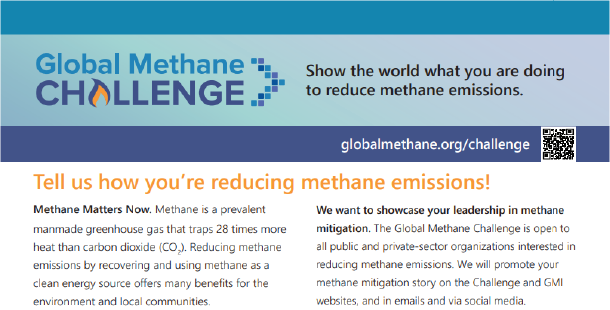 Global Methane
CHALLENGE
Show the world what you are doing
to reduce methane emissions.
globalmethane.org/challenge
Tell us how you’re reducing methane emissions!
Methane Matters Now. Methane is a prevalent
manmade greenhouse gas that traps 28 times more
heat than carbon dioxide (CO₂). Reducing methane
emissions by recovering and using methane as a
clean energy source offers many benefits for the
environment and local communities.
We want to showcase your leadership in methane
mitigation. The Global Methane Challenge is open to
all public and private-sector organizations interested in
reducing methane emissions. We will promote your
methane mitigation story on the Challenge and GMI
websites, and in emails and via social media.